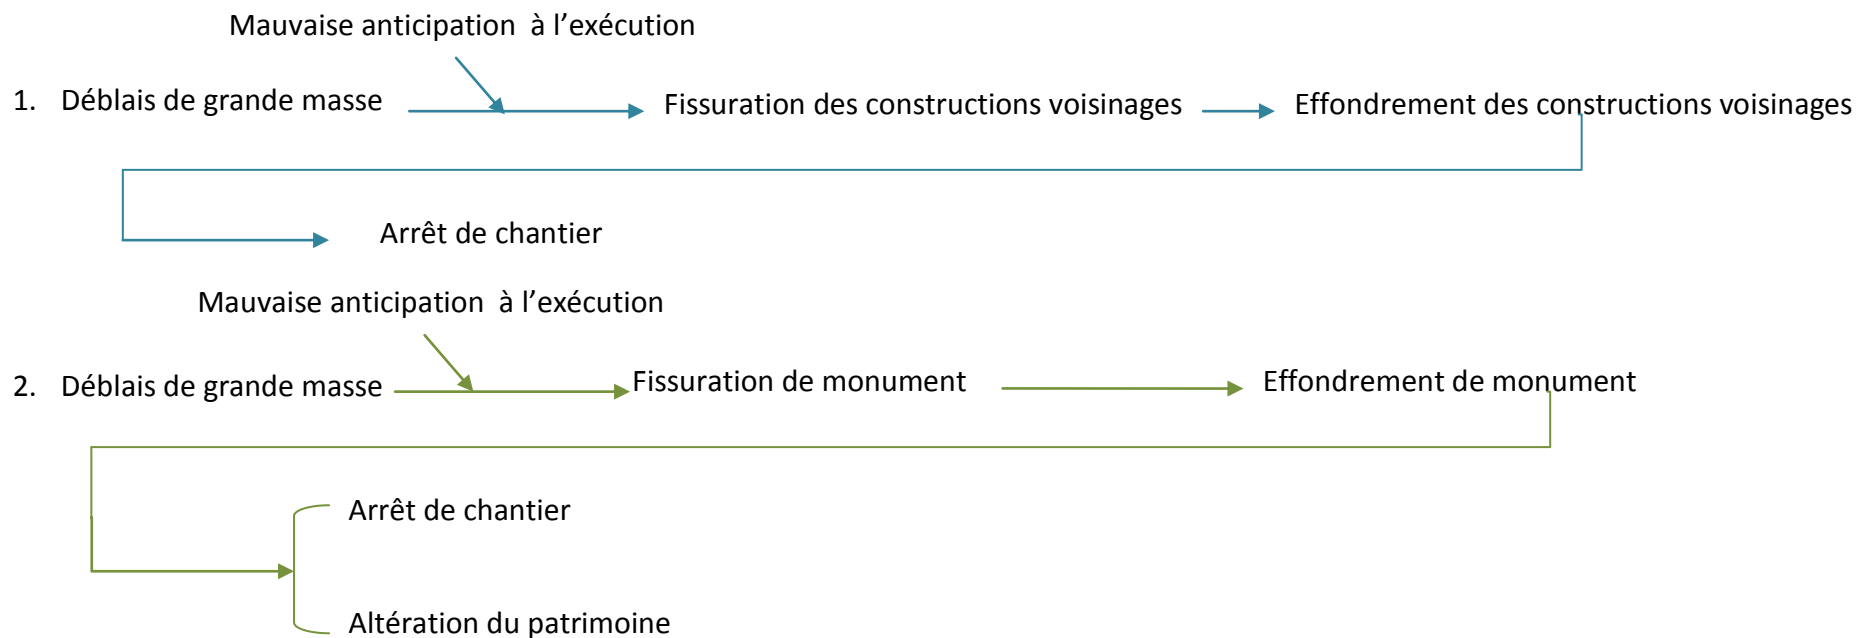 Mauvaise anticipation à l’exécution
1. Déblais de grande masse Fissuration des constructions voisinages Effondrement des constructions voisinages
Arrêt de chantier
Mauvaise anticipation à l’exécution
2. Déblais de grande masse Fissuration de monument Effondrement de monument
Arrêt de chantier
Altération du patrimoine